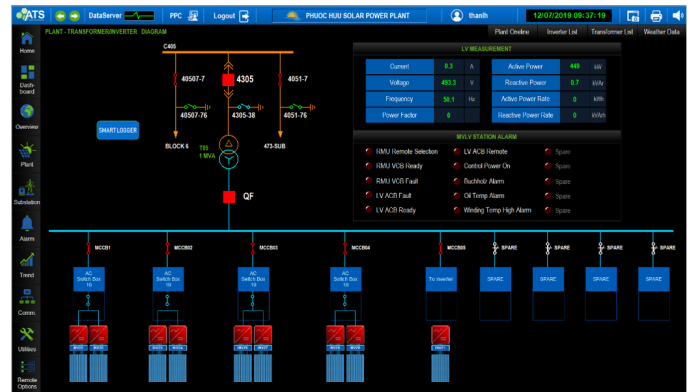 ATS
DataServer
PPC
Logout
PHUOC HUU SOLAR POWER PLANT
thanlh
12/07/2019 09:37:19
PLANT - TRANSFORMER/INVERTER DIAGRAM
Plant Oneline
Inverter List
Transformer List
Weather Data
Home
Dash-
board
Overview
Plant
Substation
Alarm
Trend
Comm.
Utilities
Remote
Options
SMARTLOGGER
C405
40507-7
4305
4051-7
40507-76
4305-38
4051-76
BLOCK 6
T05
1 MVA
473-SUB
QF
LV MEASUREMENT
Current 0.3 A Active Power 449 kW
Voltage 493.3 V Reactive Power 0.7 kVAr
Frequency 50.1 Hz Active Power Rate 0 kWh
Power Factor 0 Reactive Power Rate 0 kVArh
MVLV STATION ALARM
RMU Remote Selection LV ACB Remote Spare
RMU VCB Ready Control Power On Spare
RMU VCB Fault Buchholz Alarm Spare
LV ACB Fault Oil Temp Alarm Spare
LV ACB Ready Winding Temp High Alarm Spare
MCCB1 MCCB02 MCCB03 MCCB04 MCCB05 SPARE SPARE SPARE SPARE
AC
Switch Box
AC
Switch Box
AC
Switch Box
AC
Switch Box
To Inverter
SPARE
SPARE
SPARE
SPARE